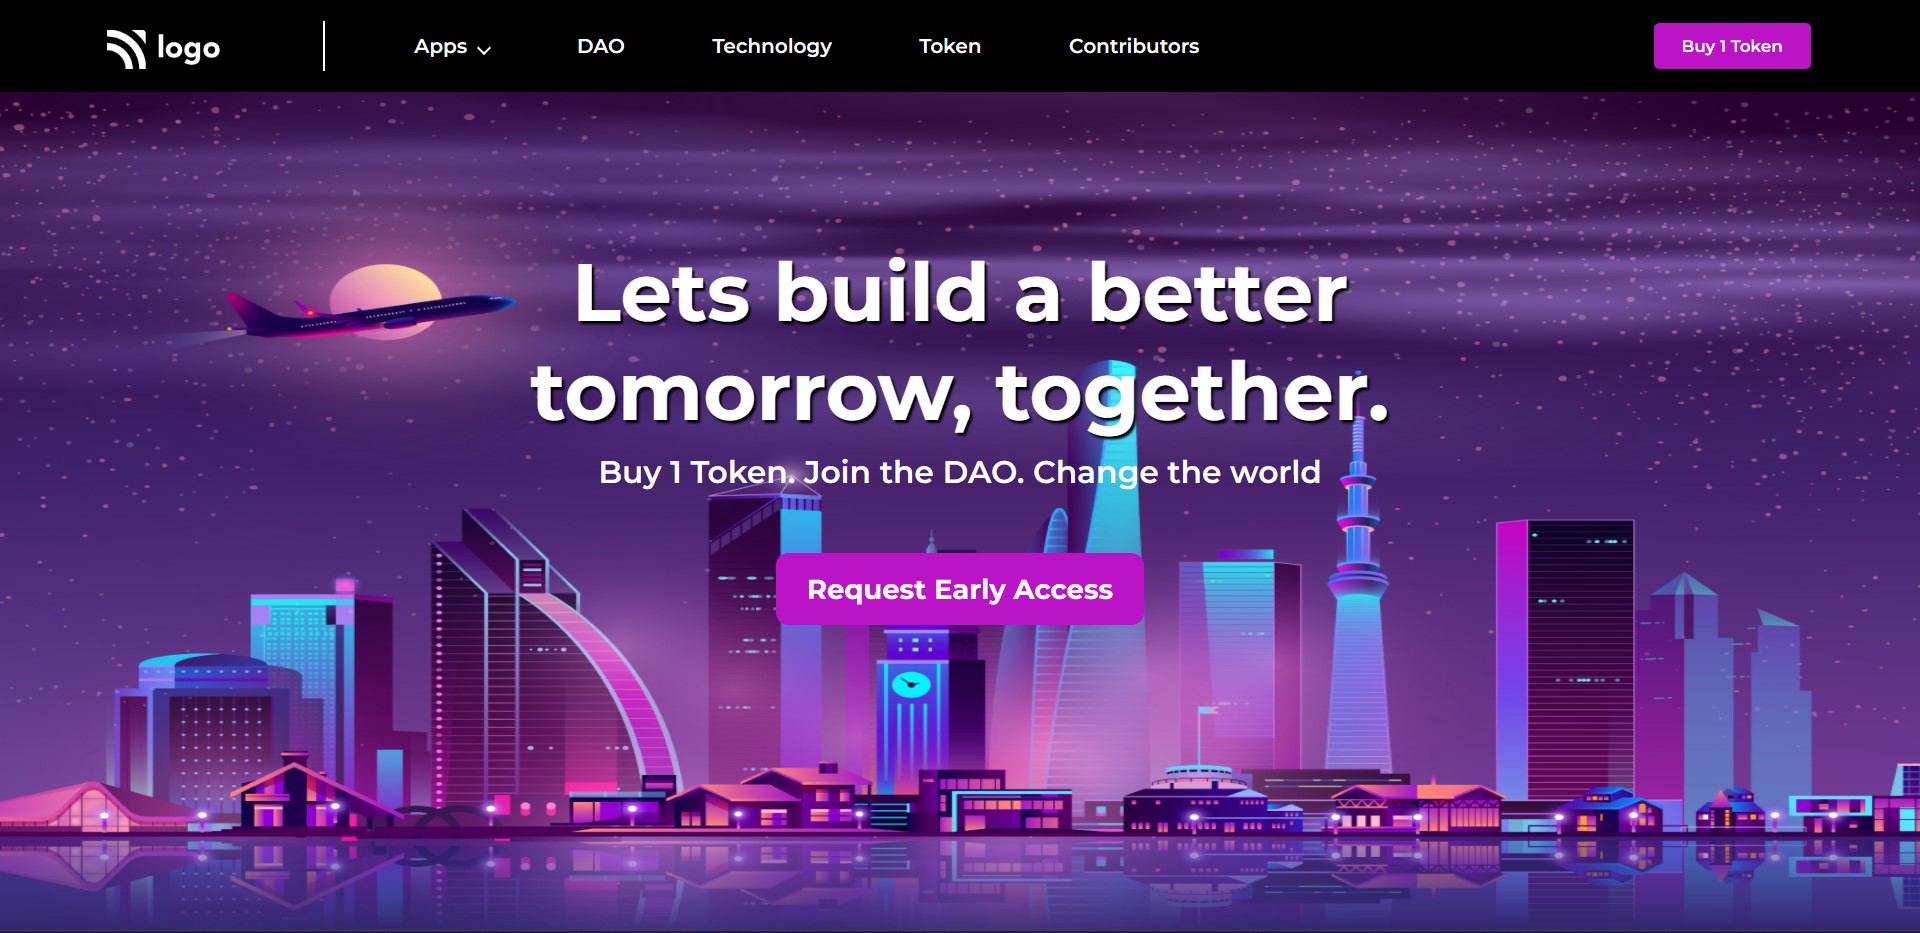 logo
Apps
DAO
Technology
Token
Contributors
Buy 1 Token
Lets build a better
tomorrow, together.
Buy 1 Token. Join the DAO. Change the world
Request Early Access